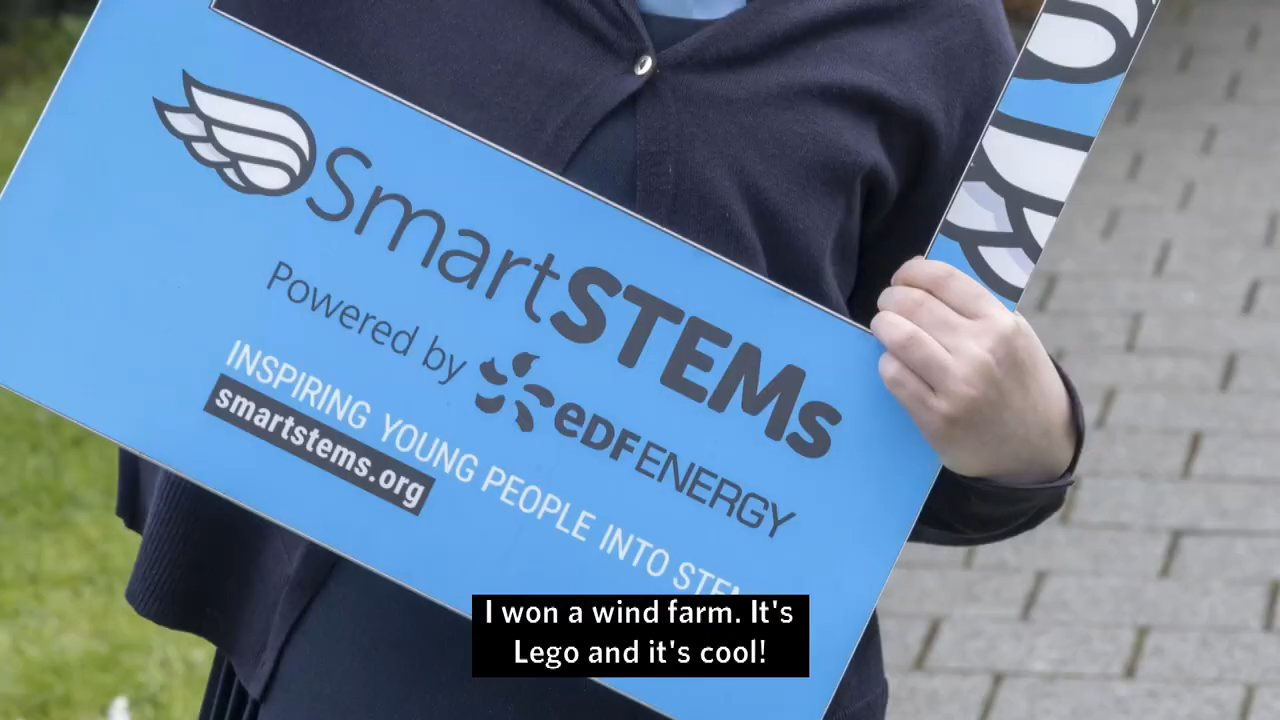 SmartSTEMs
Powered by eDF ENERGY
INSPIRING YOUNG PEOPLE INTO
smartstems.org
I won a wind farm. It's
Lego and it's cool!